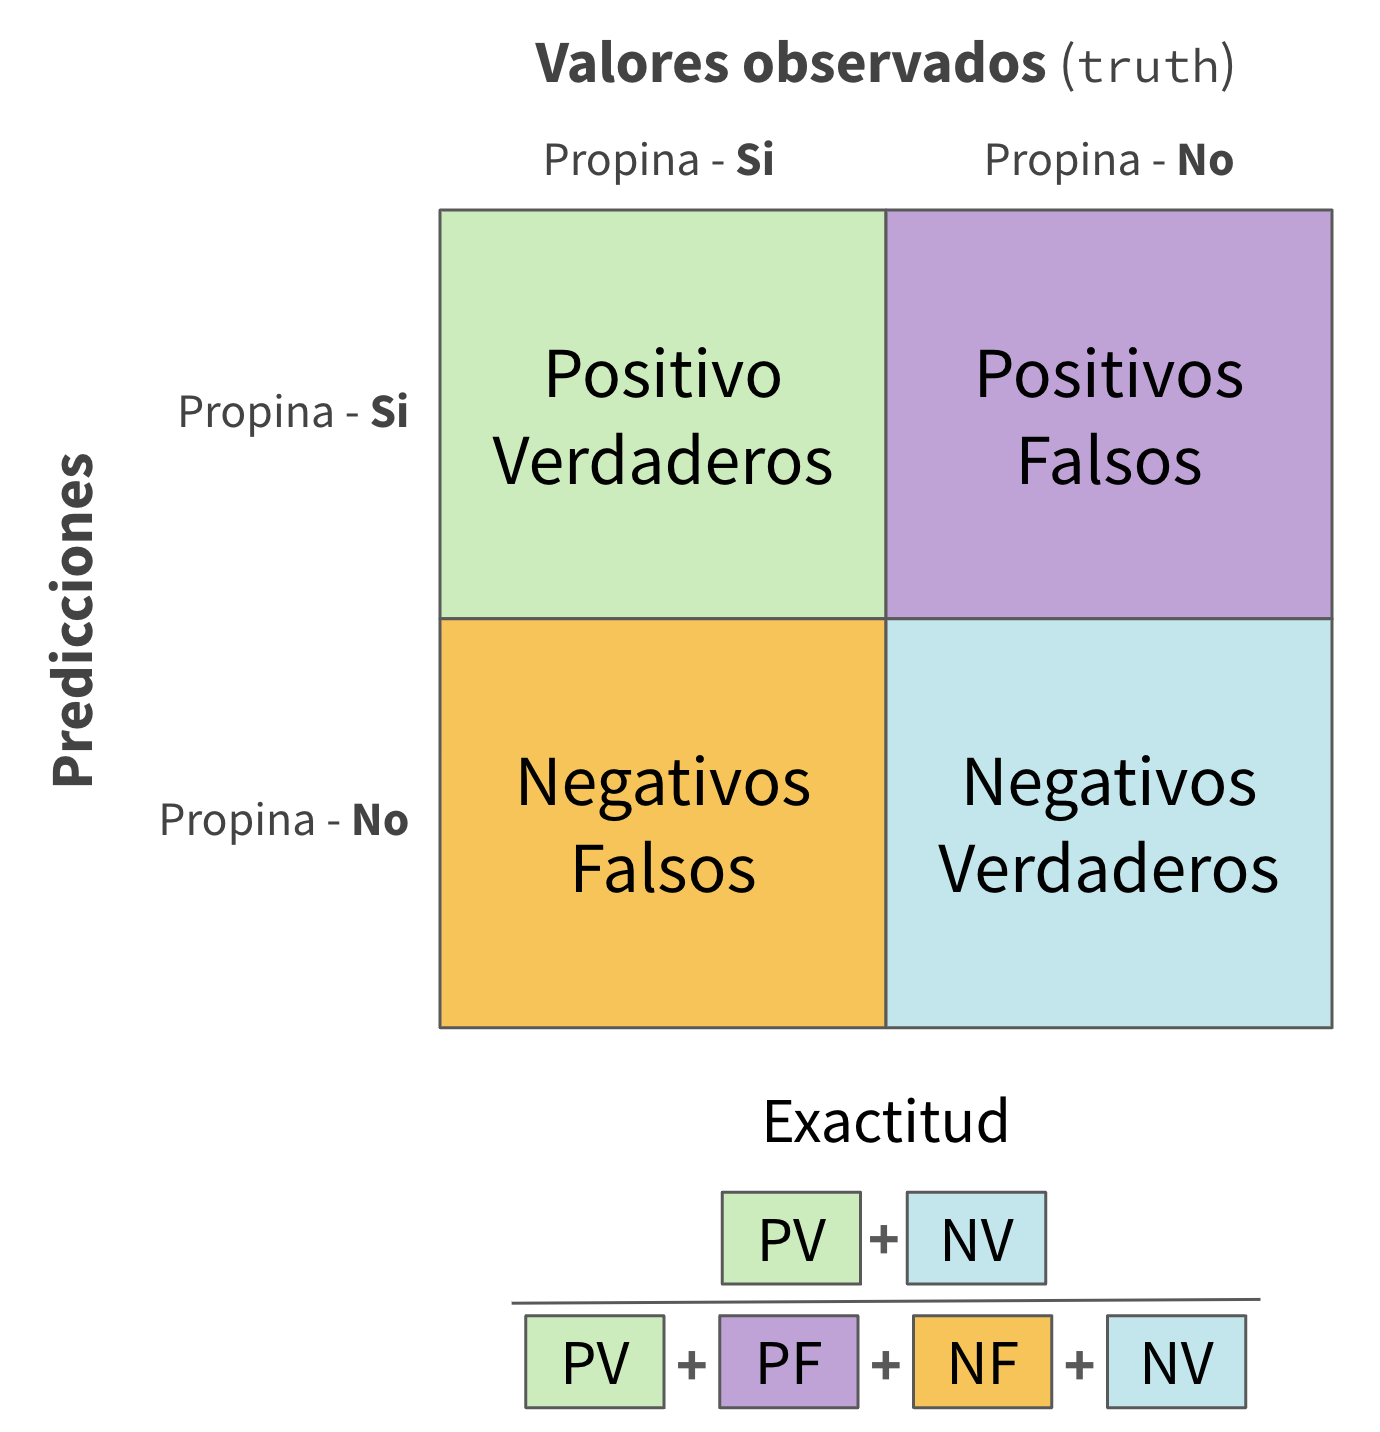 Valores observados (truth)
Propina - Si
Propina - No
Predicciones
Propina - Si
Positivo
Verdaderos
Positivos
Falsos
Propina - No
Negativos
Falsos
Negativos
Verdaderos
Exactitud
PV + NV
PV + PF + NF + NV